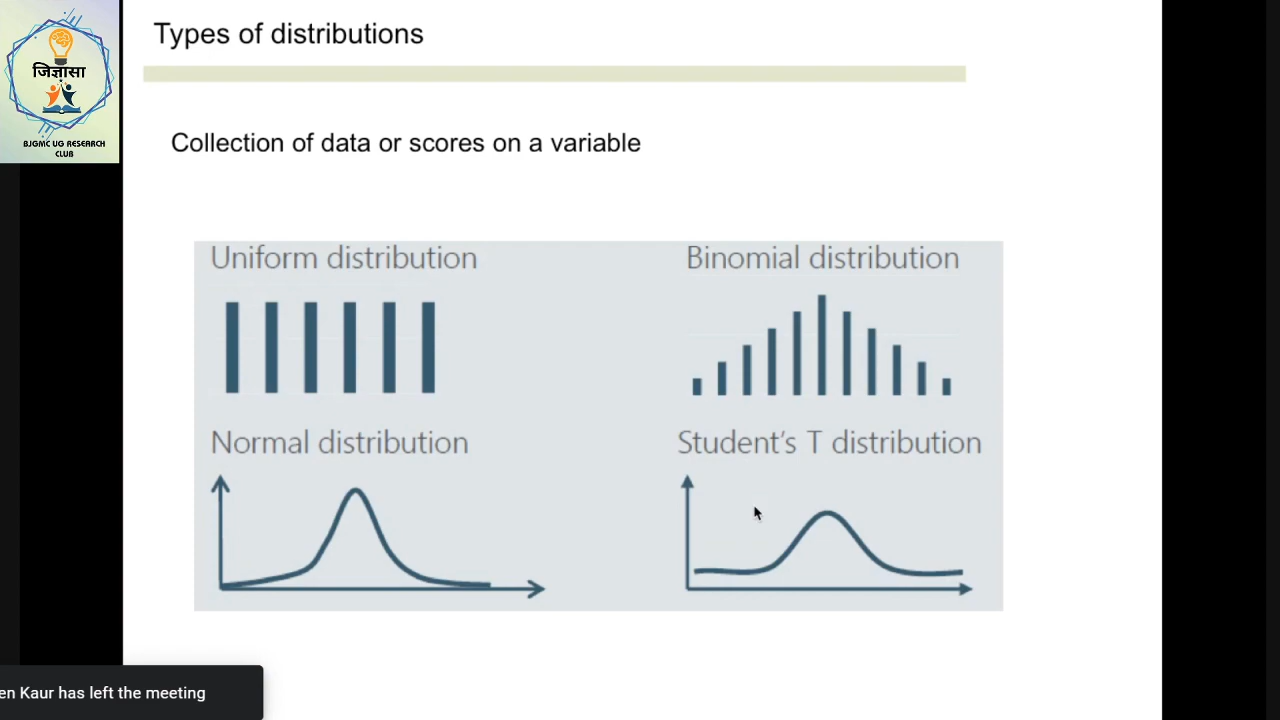 Types of distributions
जिज्ञासा
BJGMC UG RESEARCH
CLUB
Collection of data or scores on a variable
Uniform distribution
Binomial distribution
Normal distribution
Student's T distribution
en Kaur has left the meeting